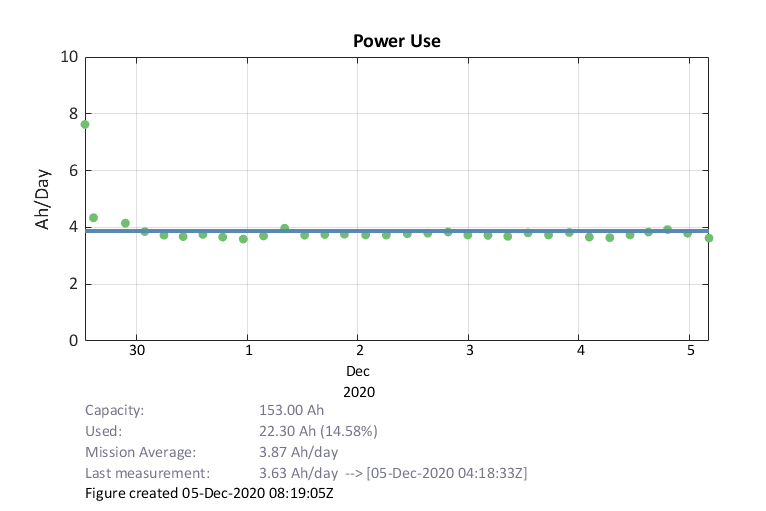 Power Use
10
8
6
4
2
0
Ah/Day
30 1 2 3 4 5
Dec
2020
Capacity: 153.00 Ah
Used: 22.30 Ah (14.58%)
Mission Average: 3.87 Ah/day
Last measurement: 3.63 Ah/day --> [05-Dec-2020 04:18:33Z]
Figure created 05-Dec-2020 08:19:05Z